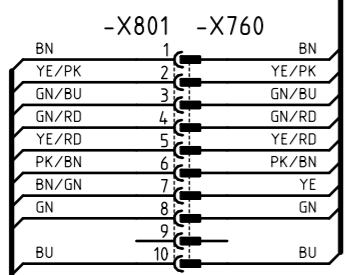 -X801 -X760
BN 1 BN
YE/PK 2 YE/PK
GN/BU 3 GN/BU
GN/RD 4 GN/RD
YE/RD 5 YE/RD
PK/BN 6 PK/BN
BN/GN 7 YE
GN 8 GN
9
BU 10 BU